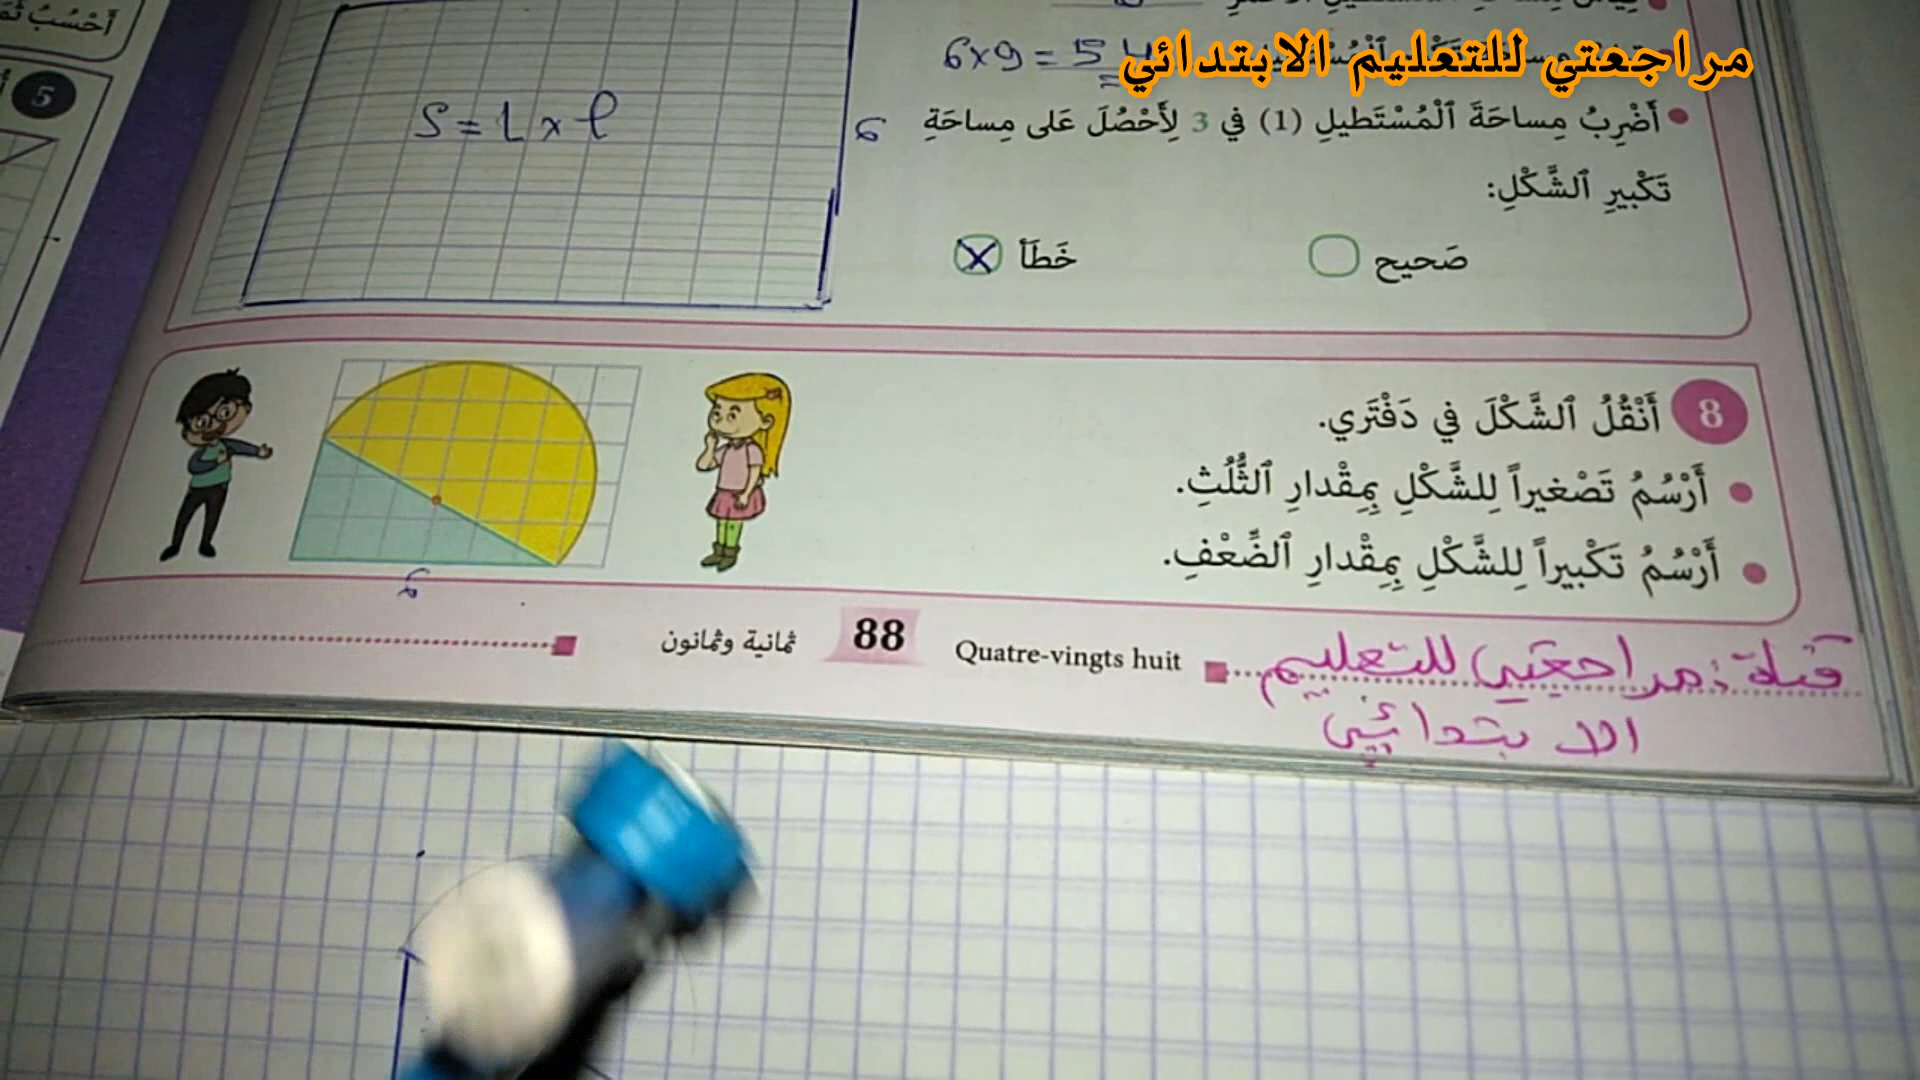 مراجعتي للتعليم الابتدائي
6x9 = 54
أَضْرِبُ مِساحَةَ ٱلْمُسْتَطيلِ (1) في 3 لِأَحْصُلَ عَلى مِساحَةِ
تَكْبيرِ ٱلشَّكْلِ:
صَحيح
خَطَأ
S = L x l
6
أَحْسُبُ
5
8
أَنْقُلُ ٱلشَّكْلَ في دَفْتَري.
أَرْسُمُ تَصْغيراً لِلشَّكْلِ بِمِقْدارِ ٱلثُّلُثِ.
أَرْسُمُ تَكْبيراً لِلشَّكْلِ بِمِقْدارِ ٱلضِّعْفِ.
6
ثمانية وثمانون 88 Quatre-vingts huit
قناة: مراجعتي للتعليم
الابتدائي